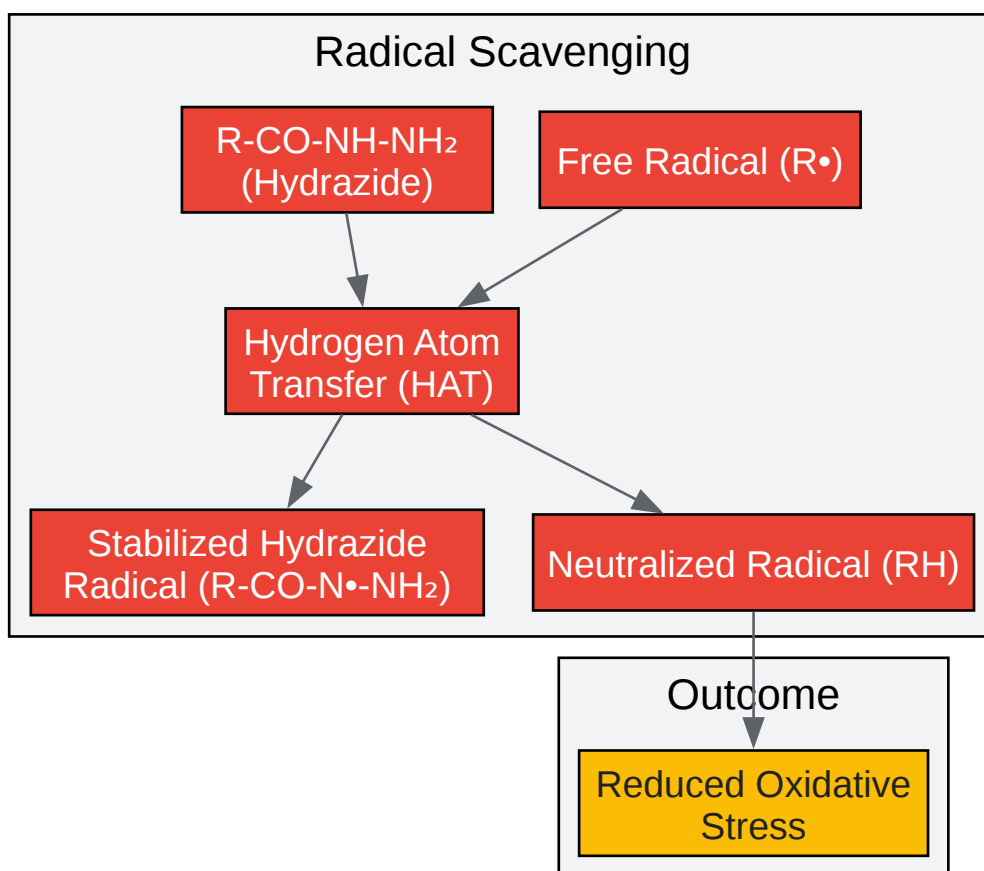 Radical Scavenging
R-CO-NH-NH₂
(Hydrazide)
Free Radical (R•)
Hydrogen Atom
Transfer (HAT)
Stabilized Hydrazide
Radical (R-CO-N•-NH₂)
Neutralized Radical (RH)
Outcome
Reduced Oxidative
Stress